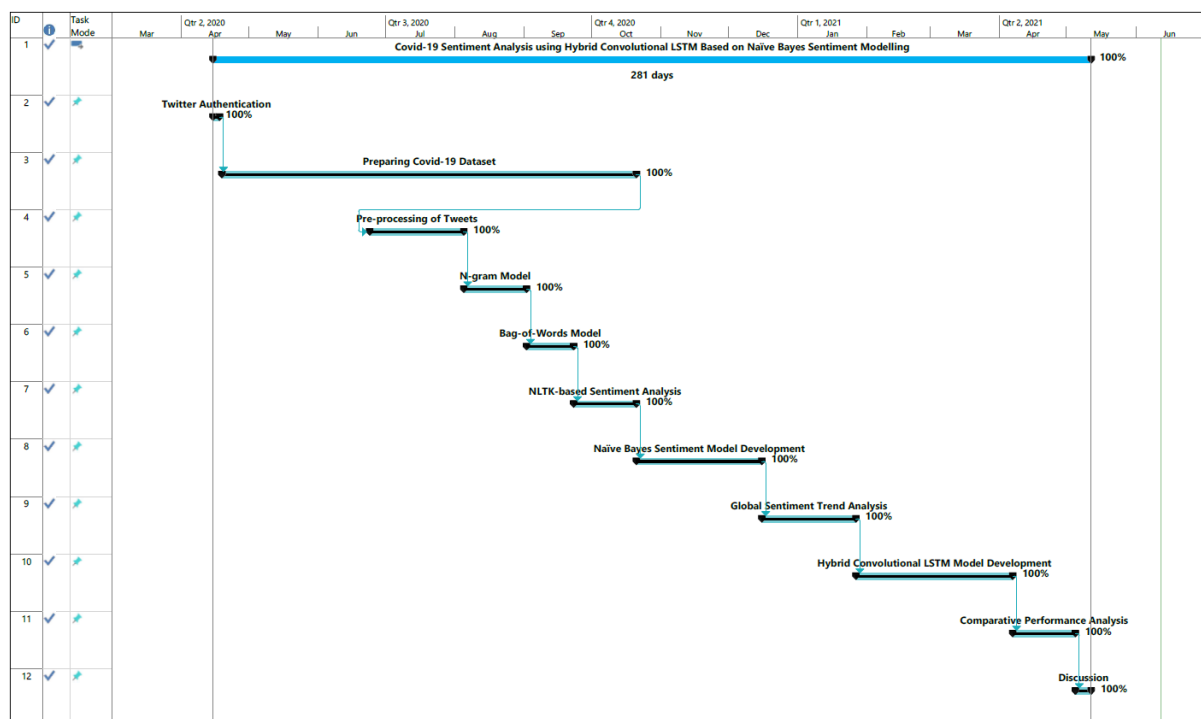 ID Task Mode
Qtr 2, 2020 Qtr 3, 2020 Qtr 4, 2020 Qtr 1, 2021 Qtr 2, 2021
Mar Apr May Jun Jul Aug Sep Oct Nov Dec Jan Feb Mar Apr May Jun
1 Covid-19 Sentiment Analysis using Hybrid Convolutional LSTM Based on Naïve Bayes Sentiment Modelling
100%
281 days
2 Twitter Authentication
100%
3 Preparing Covid-19 Dataset
100%
4 Pre-processing of Tweets
100%
5 N-gram Model
100%
6 Bag-of-Words Model
100%
7 NLTK-based Sentiment Analysis
100%
8 Naïve Bayes Sentiment Model Development
100%
9 Global Sentiment Trend Analysis
100%
10 Hybrid Convolutional LSTM Model Development
100%
11 Comparative Performance Analysis
100%
12 Discussion
100%